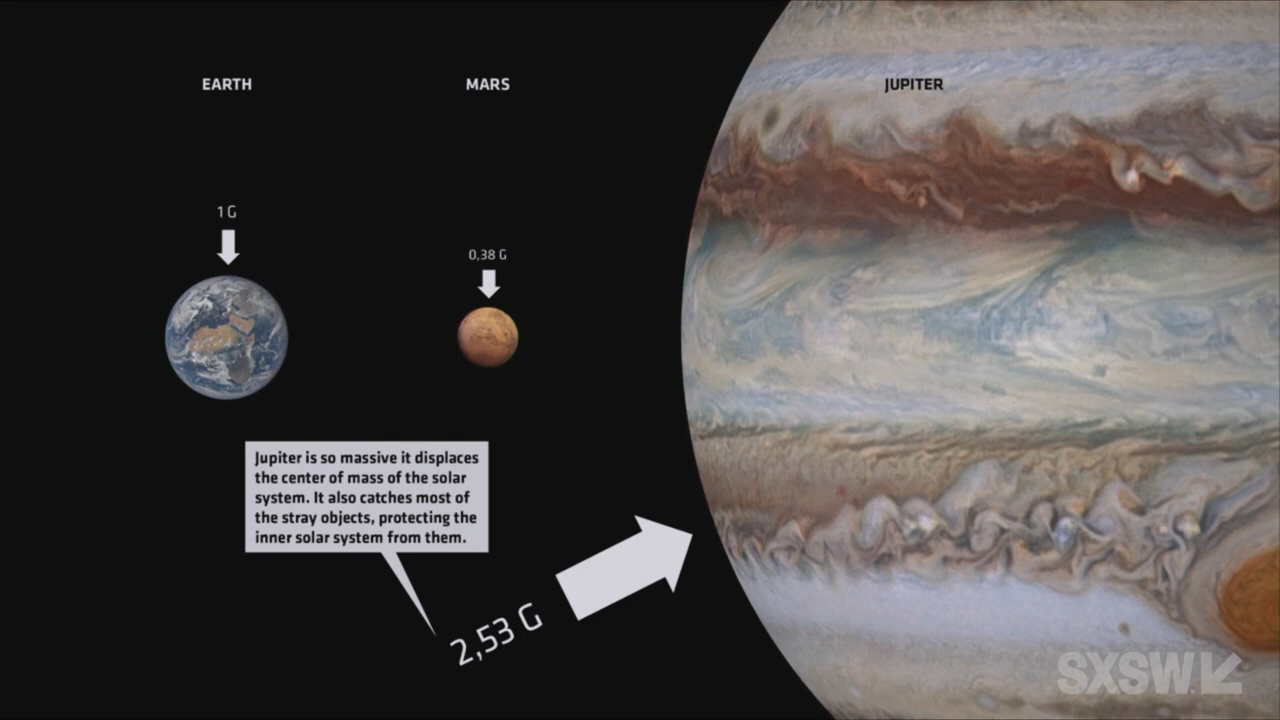 EARTH
MARS
JUPITER
1 G
0,38 G
Jupiter is so massive it displaces
the center of mass of the solar
system. It also catches most of
the stray objects, protecting the
inner solar system from them.
2,53 G
SXSW.